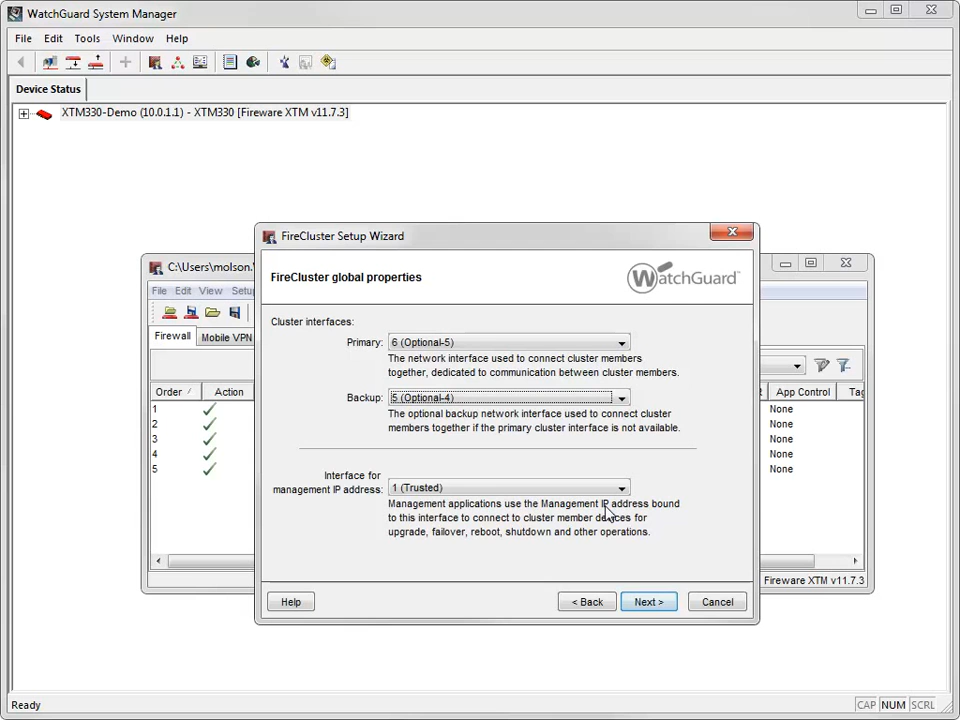 WatchGuard System Manager
File Edit Tools Window Help
Device Status
XTM330-Demo (10.0.1.1) - XTM330 [Fireware XTM v11.7.3]
FireCluster Setup Wizard
C:\Users\molson.
FireCluster global properties
WatchGuard
File Edit View Setu
Cluster interfaces:
Firewall Mobile VPN
Primary: 6 (Optional-5)
The network interface used to connect cluster members
together, dedicated to communication between cluster members.
Order / Action
App Control Tag
Backup: 5 (Optional-4)
1 None
The optional backup network interface used to connect cluster
members together if the primary cluster interface is not available.
2 None
3 None
4 None
5 None
Interface for
management IP address: 1 (Trusted)
Management applications use the Management IP address bound
to this interface to connect to cluster member devices for
upgrade, failover, reboot, shutdown and other operations.
Fireware XTM v11.7.3
Help < Back Next > Cancel
Ready CAP NUM SCRL